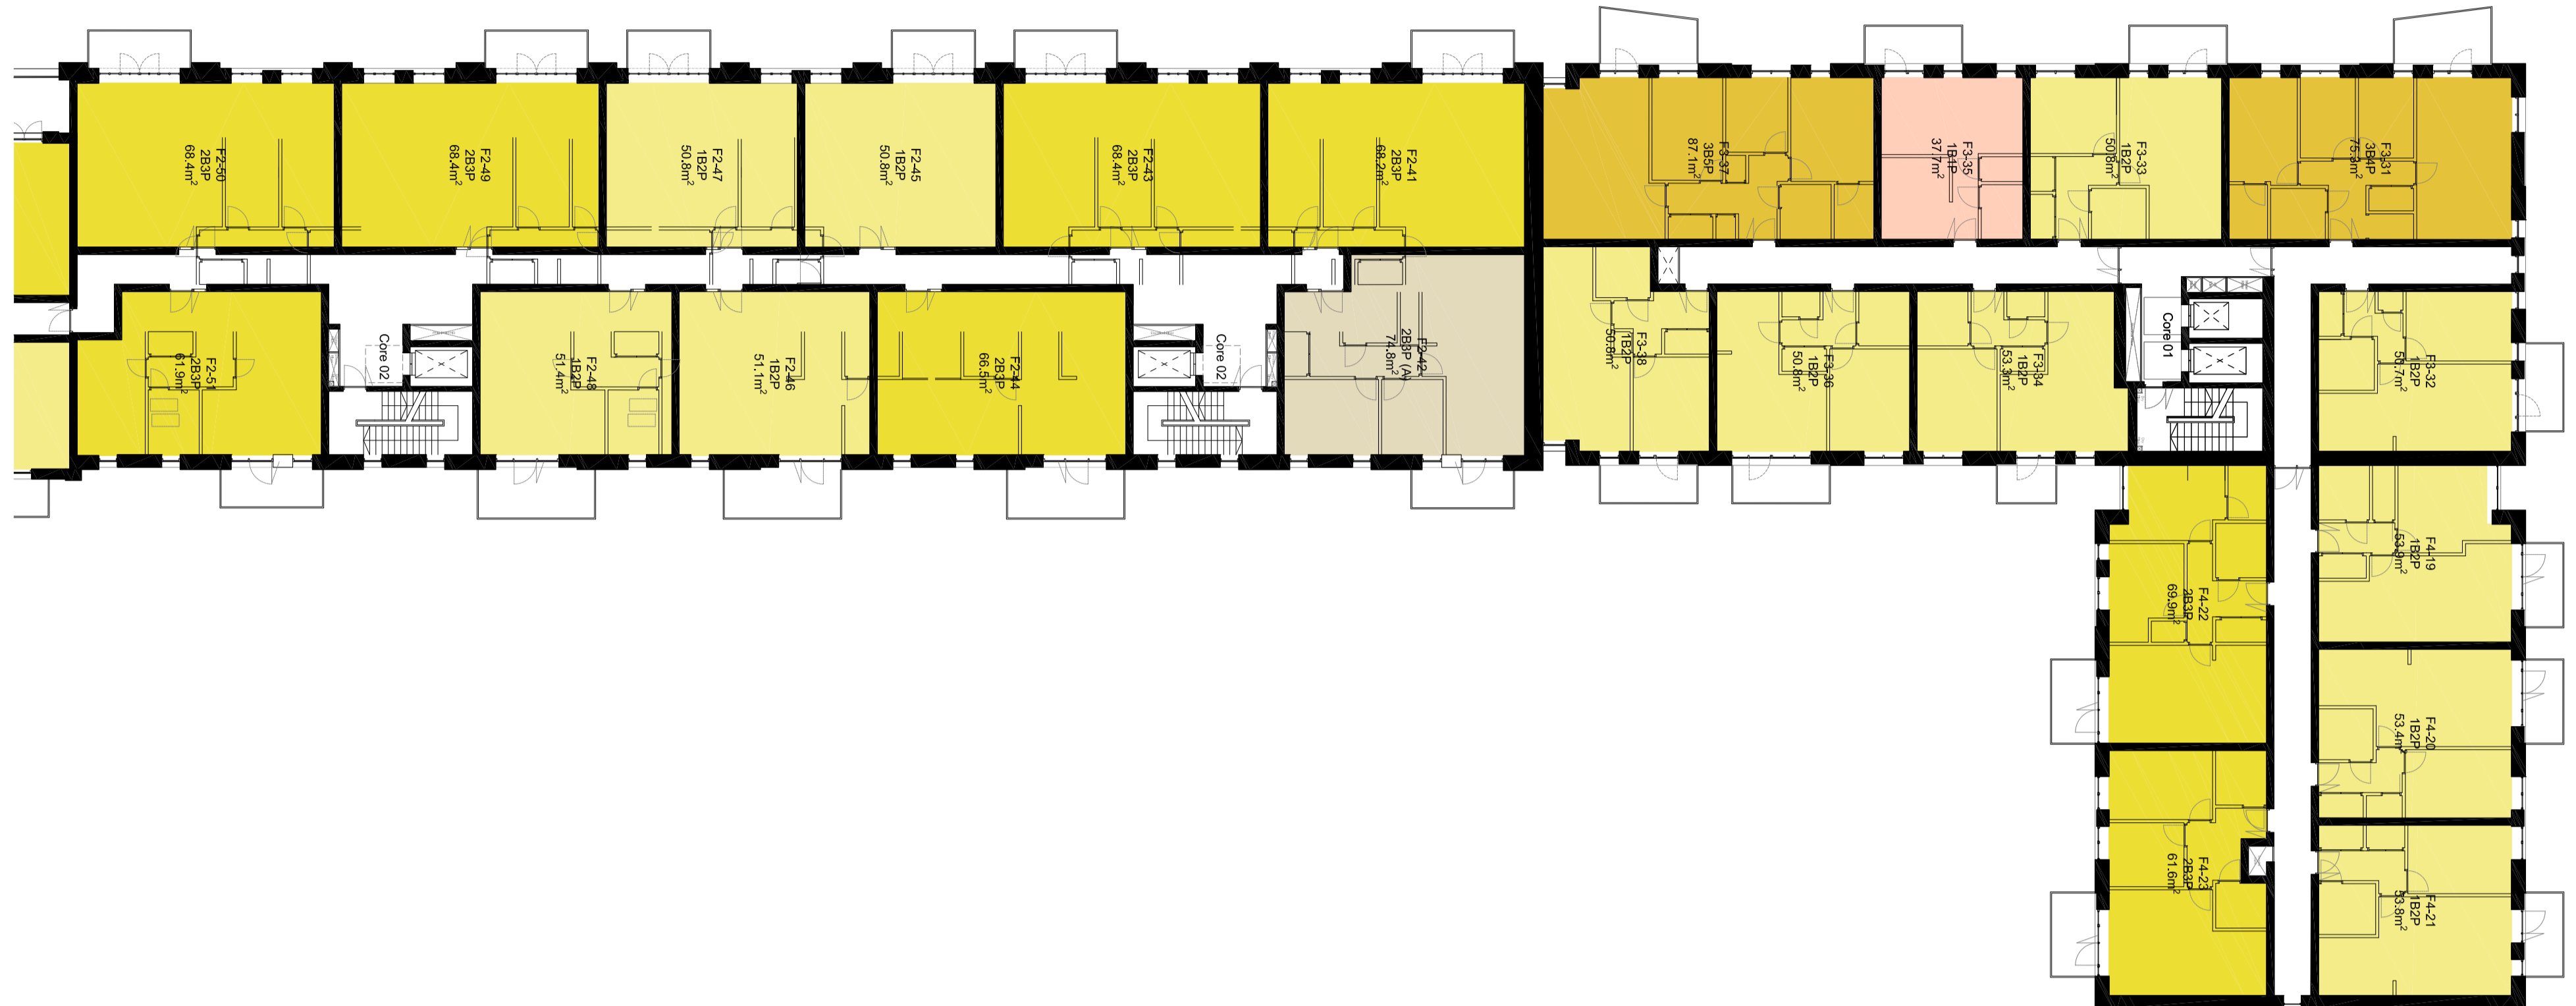 F2-50
2B3P
68.4m²
F2-49
2B3P
68.4m²
F2-47
1B2P
50.8m²
F2-45
1B2P
50.8m²
F2-43
2B3P
68.4m²
F2-41
2B3P
68.2m²
F3-37
3B5P
87.1m²
F3-35
1B1P
37.7m²
F3-33
1B2P
50.8m²
F3-31
3B4P
75.3m²
F2-51
2B3P
61.9m²
Core 02
F2-48
1B2P
51.4m²
F2-46
1B2P
51.1m²
F2-44
2B3P
66.5m²
Core 02
F2-42
2B3P (A)
74.8m²
F3-38
1B2P
50.8m²
F3-36
1B2P
50.8m²
F3-34
1B2P
53.3m²
Core 01
F3-32
1B2P
F4-19
1B2P
53.9m²
F4-22
2B3P
69.9m²
F4-20
1B2P
53.4m²
F4-23
2B3P
61.6m²
F4-21
1B2P
53.8m²